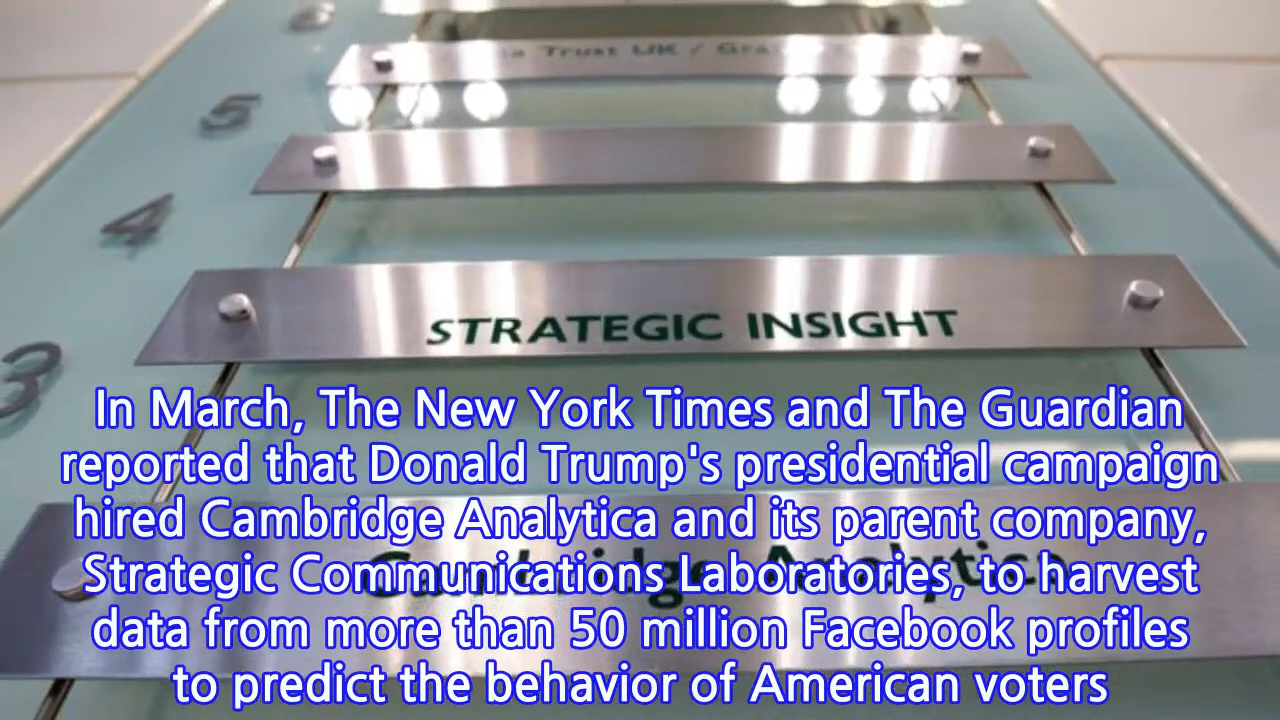 5
Trust UK /
4
STRATEGIC INSIGHT
3
In March, The New York Times and The Guardian
reported that Donald Trump's presidential campaign
hired Cambridge Analytica and its parent company,
Strategic Communications Laboratories, to harvest
data from more than 50 million Facebook profiles
to predict the behavior of American voters
Cambridge Analytica